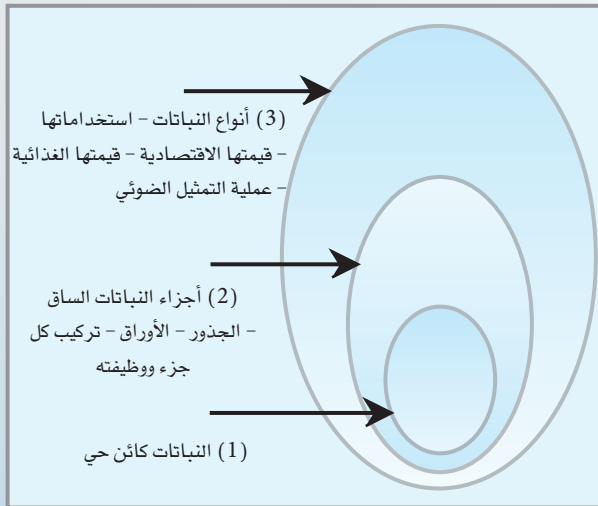 (3) أنواع النباتات – استخداماتها
– قيمتها الاقتصادية – قيمتها الغذائية
– عملية التمثيل الضوئي
(2) أجزاء النباتات الساق
– الجذور – الأوراق – تركيب كل
جزء ووظيفته
(1) النباتات كائن حي